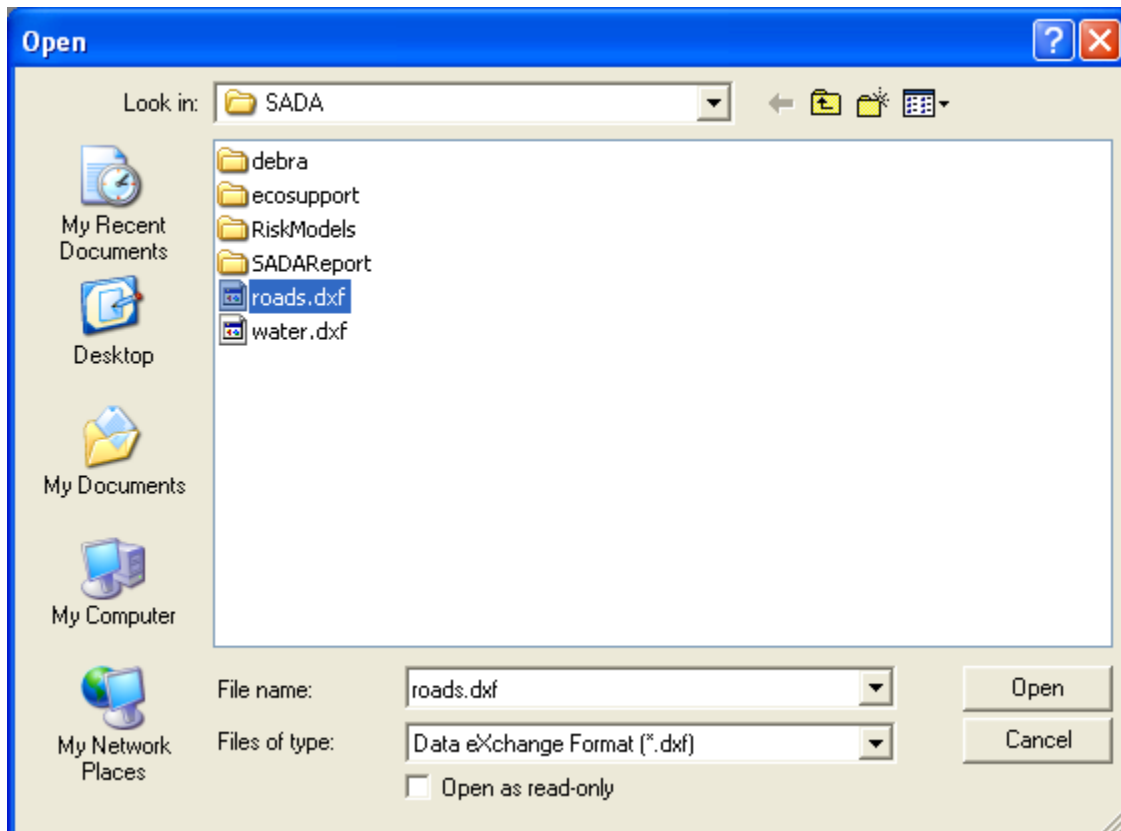 Open
Look in: SADA
My Recent
Documents
Desktop
My Documents
My Computer
My Network
Places
debra
ecosupport
RiskModels
SADAReport
roads.dxf
water.dxf
File name: roads.dxf Open
Files of type: Data eXchange Format (*.dxf) Cancel
Open as read-only